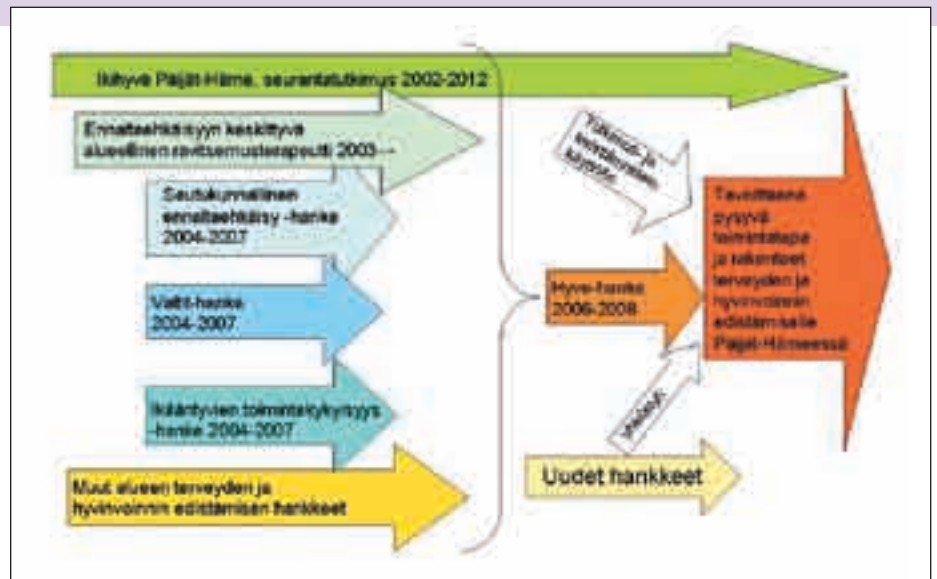 Ikihyvä Päijät-Häme, seurantatutkimus 2002-2012
Ennaltaehkäisyyn keskittyvä
alueellinen ravitsemusterapeutti 2003
Seutukunnallinen
ennaltaehkäisy -hanke
2004-2007
-hanke
2004-2007
Ikääntyvien toimintakykyisyys
-hanke 2004-2007
Muut alueen terveyden ja
hyvinvoinnin edistämisen hankkeet
Hyve-hanke
2006-2008
Uudet hankkeet
Tavoitteena
pysyvä
toimintatapa
ja rakenteet
terveyden ja
hyvinvoinnin
edistämiselle
Päijät-Hämeessä